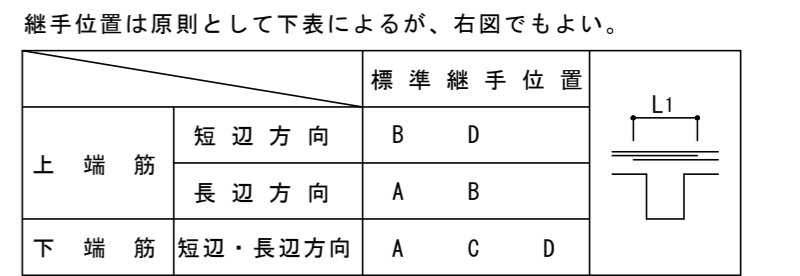 継手位置は原則として下表によるが、右図でもよい。
標準継手位置
L1
上端筋 短辺方向 B D
長辺方向 A B
下端筋 短辺・長辺方向 A C D